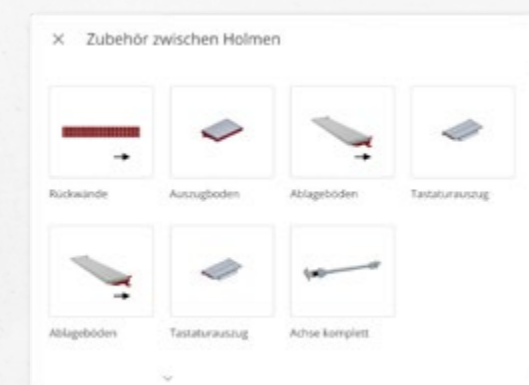 Zubehör zwischen Holmen
Rückwände
Auszugboden
Ablageböden
Tastaturauszug
Ablageböden
Tastaturauszug
Achse komplett